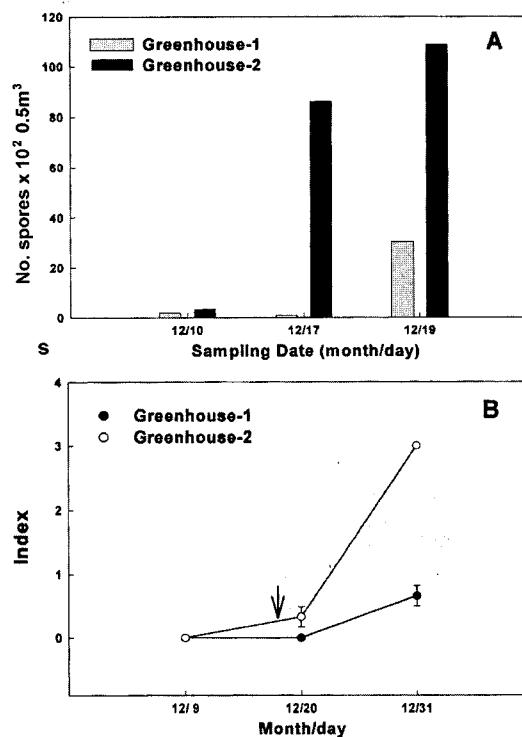 A
Greenhouse-1
Greenhouse-2
No. spores x 10² 0.5m³
120
100
80
60
40
20
0
12/10 12/17 12/19
Sampling Date (month/day)
S
B
Greenhouse-1
Greenhouse-2
Index
4
3
2
1
0
12/ 9 12/20 12/31
Month/day